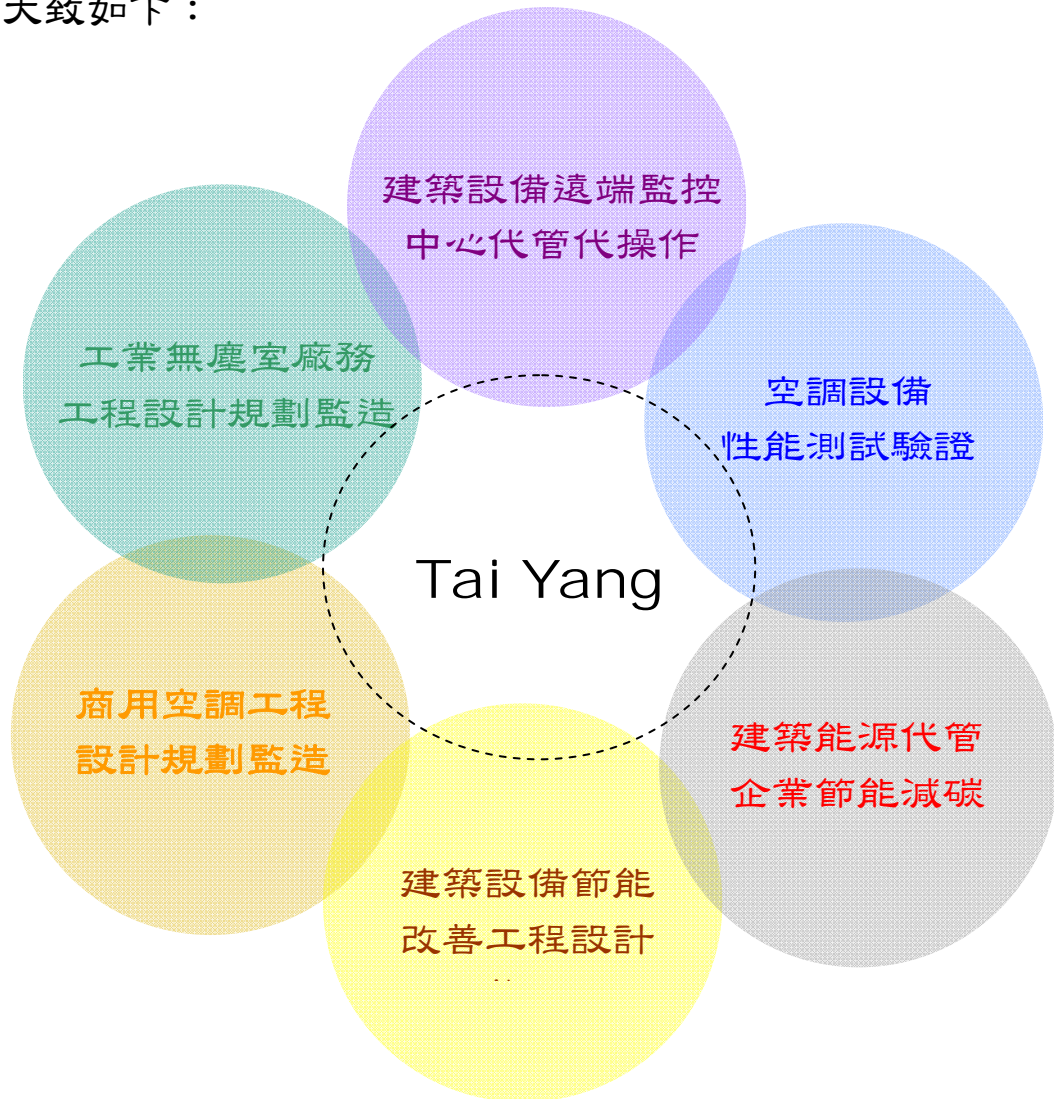 大致如下：
建築設備遠端監控
中心代管代操作
工業無塵室廠務
工程設計規劃監造
空調設備
性能測試驗證
Tai Yang
商用空調工程
設計規劃監造
建築能源代管
企業節能減碳
建築設備節能
改善工程設計